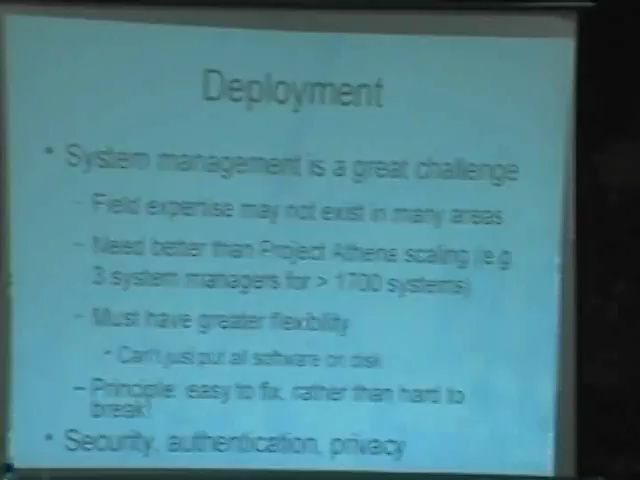 Deployment
• System management is a great challenge
– Field expertise may not exist in many areas
– Need better than Project Athena scaling (e.g.
3 system managers for > 1700 systems)
– Must have greater flexibility
• Can't just put all software on disk
– Principle: easy to fix, rather than hard to
break!
• Security, authentication, privacy